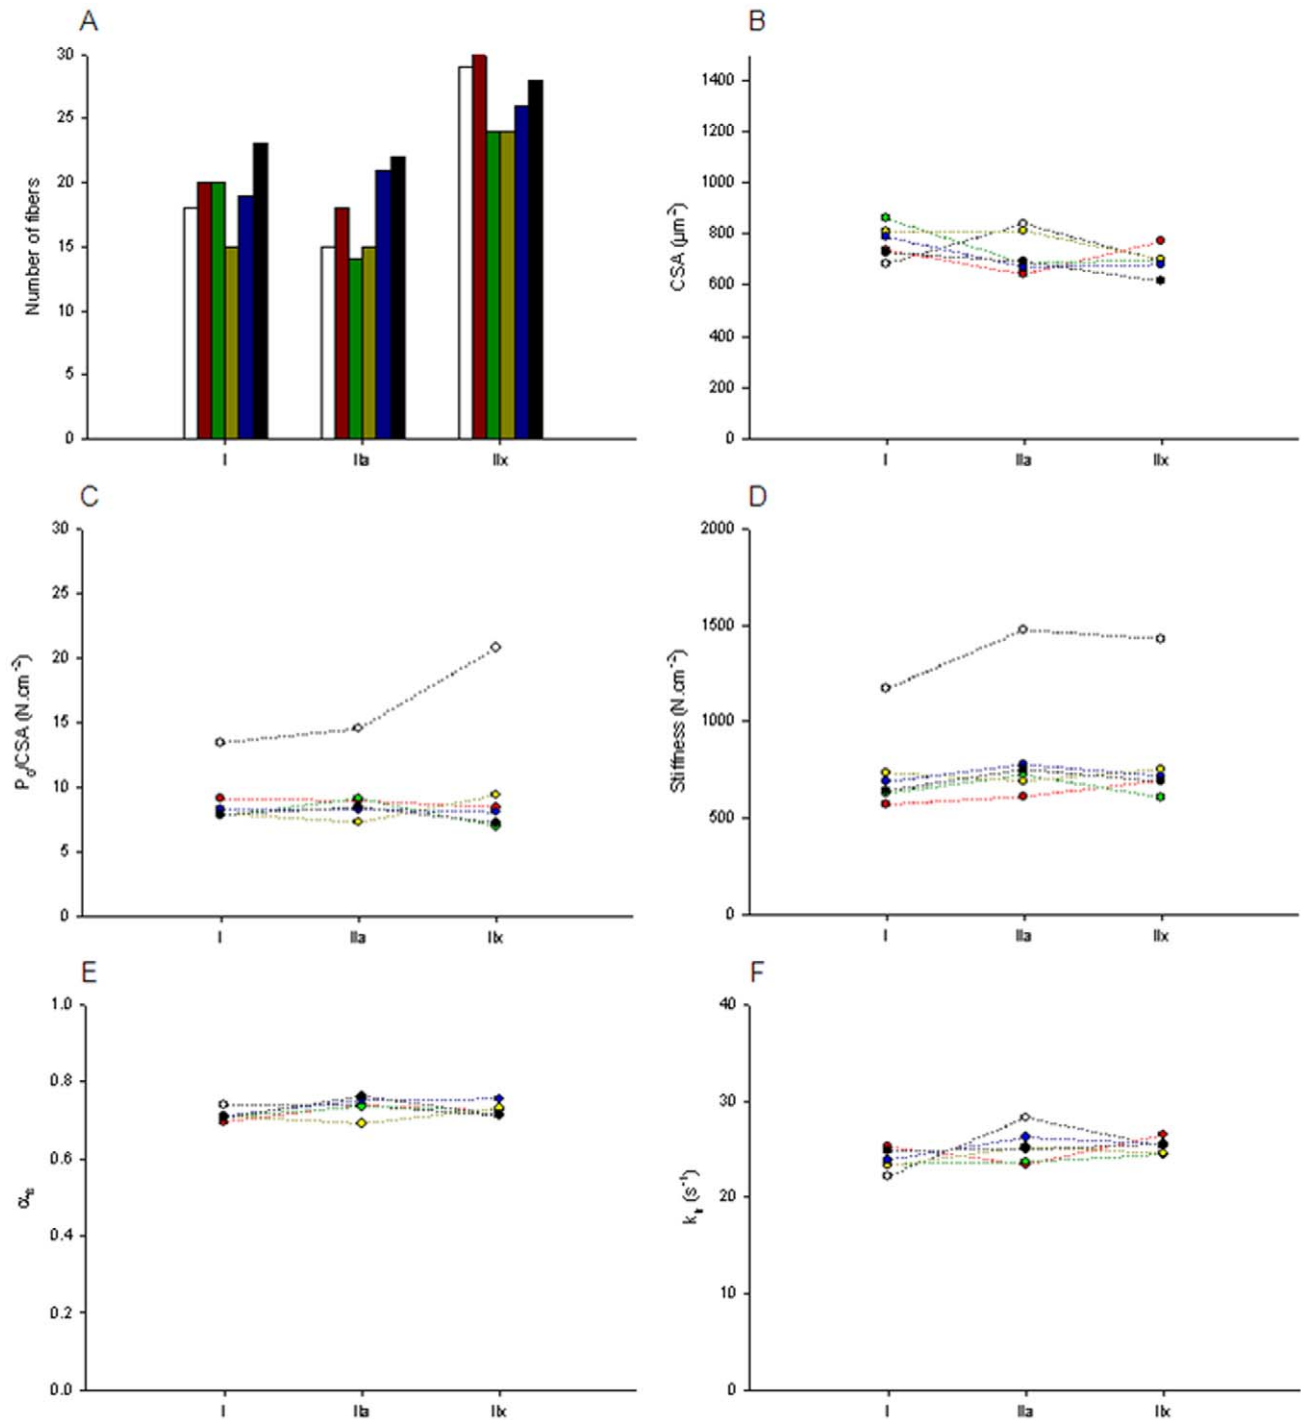 A
30
25
20
15
10
5
0
Number of fibers
I
IIa
IIx
B
1400
1200
1000
800
600
400
200
0
CSA (µm⁻²)
I
IIa
IIx
C
30
25
20
15
10
5
0
P₀/CSA (N.cm⁻²)
I
IIa
IIx
D
2000
1500
1000
500
0
Stiffness (N.cm⁻²)
I
IIa
IIx
E
1.0
0.8
0.6
0.4
0.2
0.0
αₛ
I
IIa
IIx
F
40
30
20
10
0
kₜᵣ (s⁻¹)
I
IIa
IIx